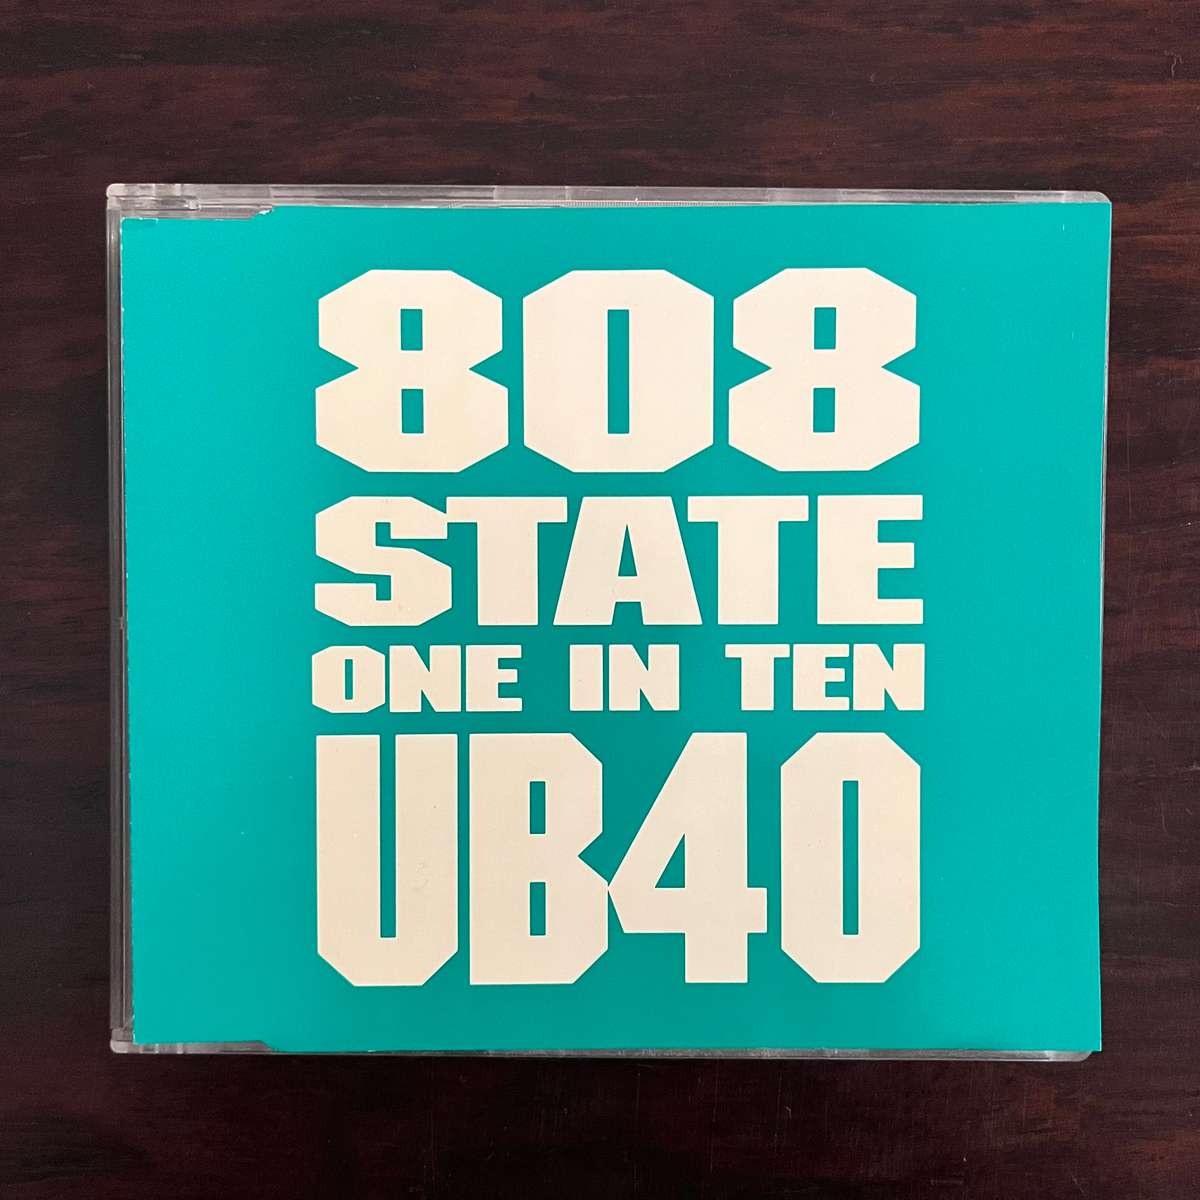 808
STATE
ONE IN TEN
UB40